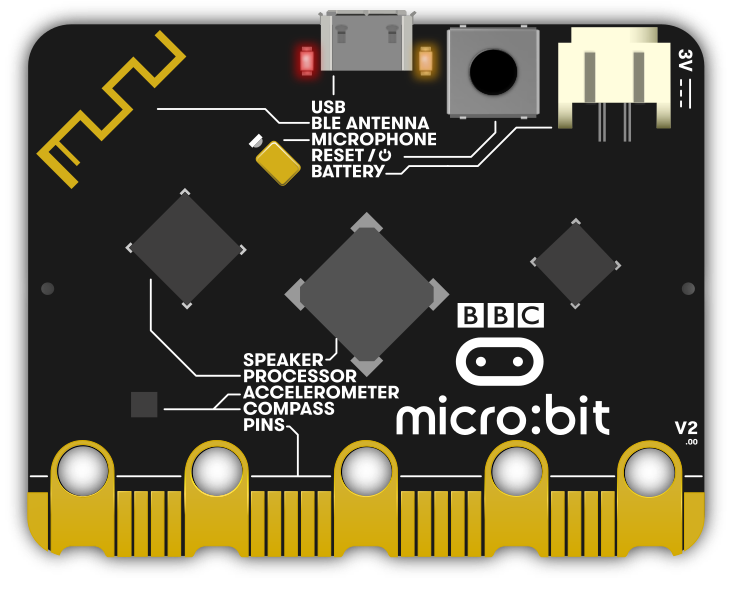 3V
USB
BLE ANTENNA
MICROPHONE
RESET / ⏻
BATTERY
BBC
SPEAKER
PROCESSOR
ACCELEROMETER
COMPASS
PINS
micro:bit
V2
.00